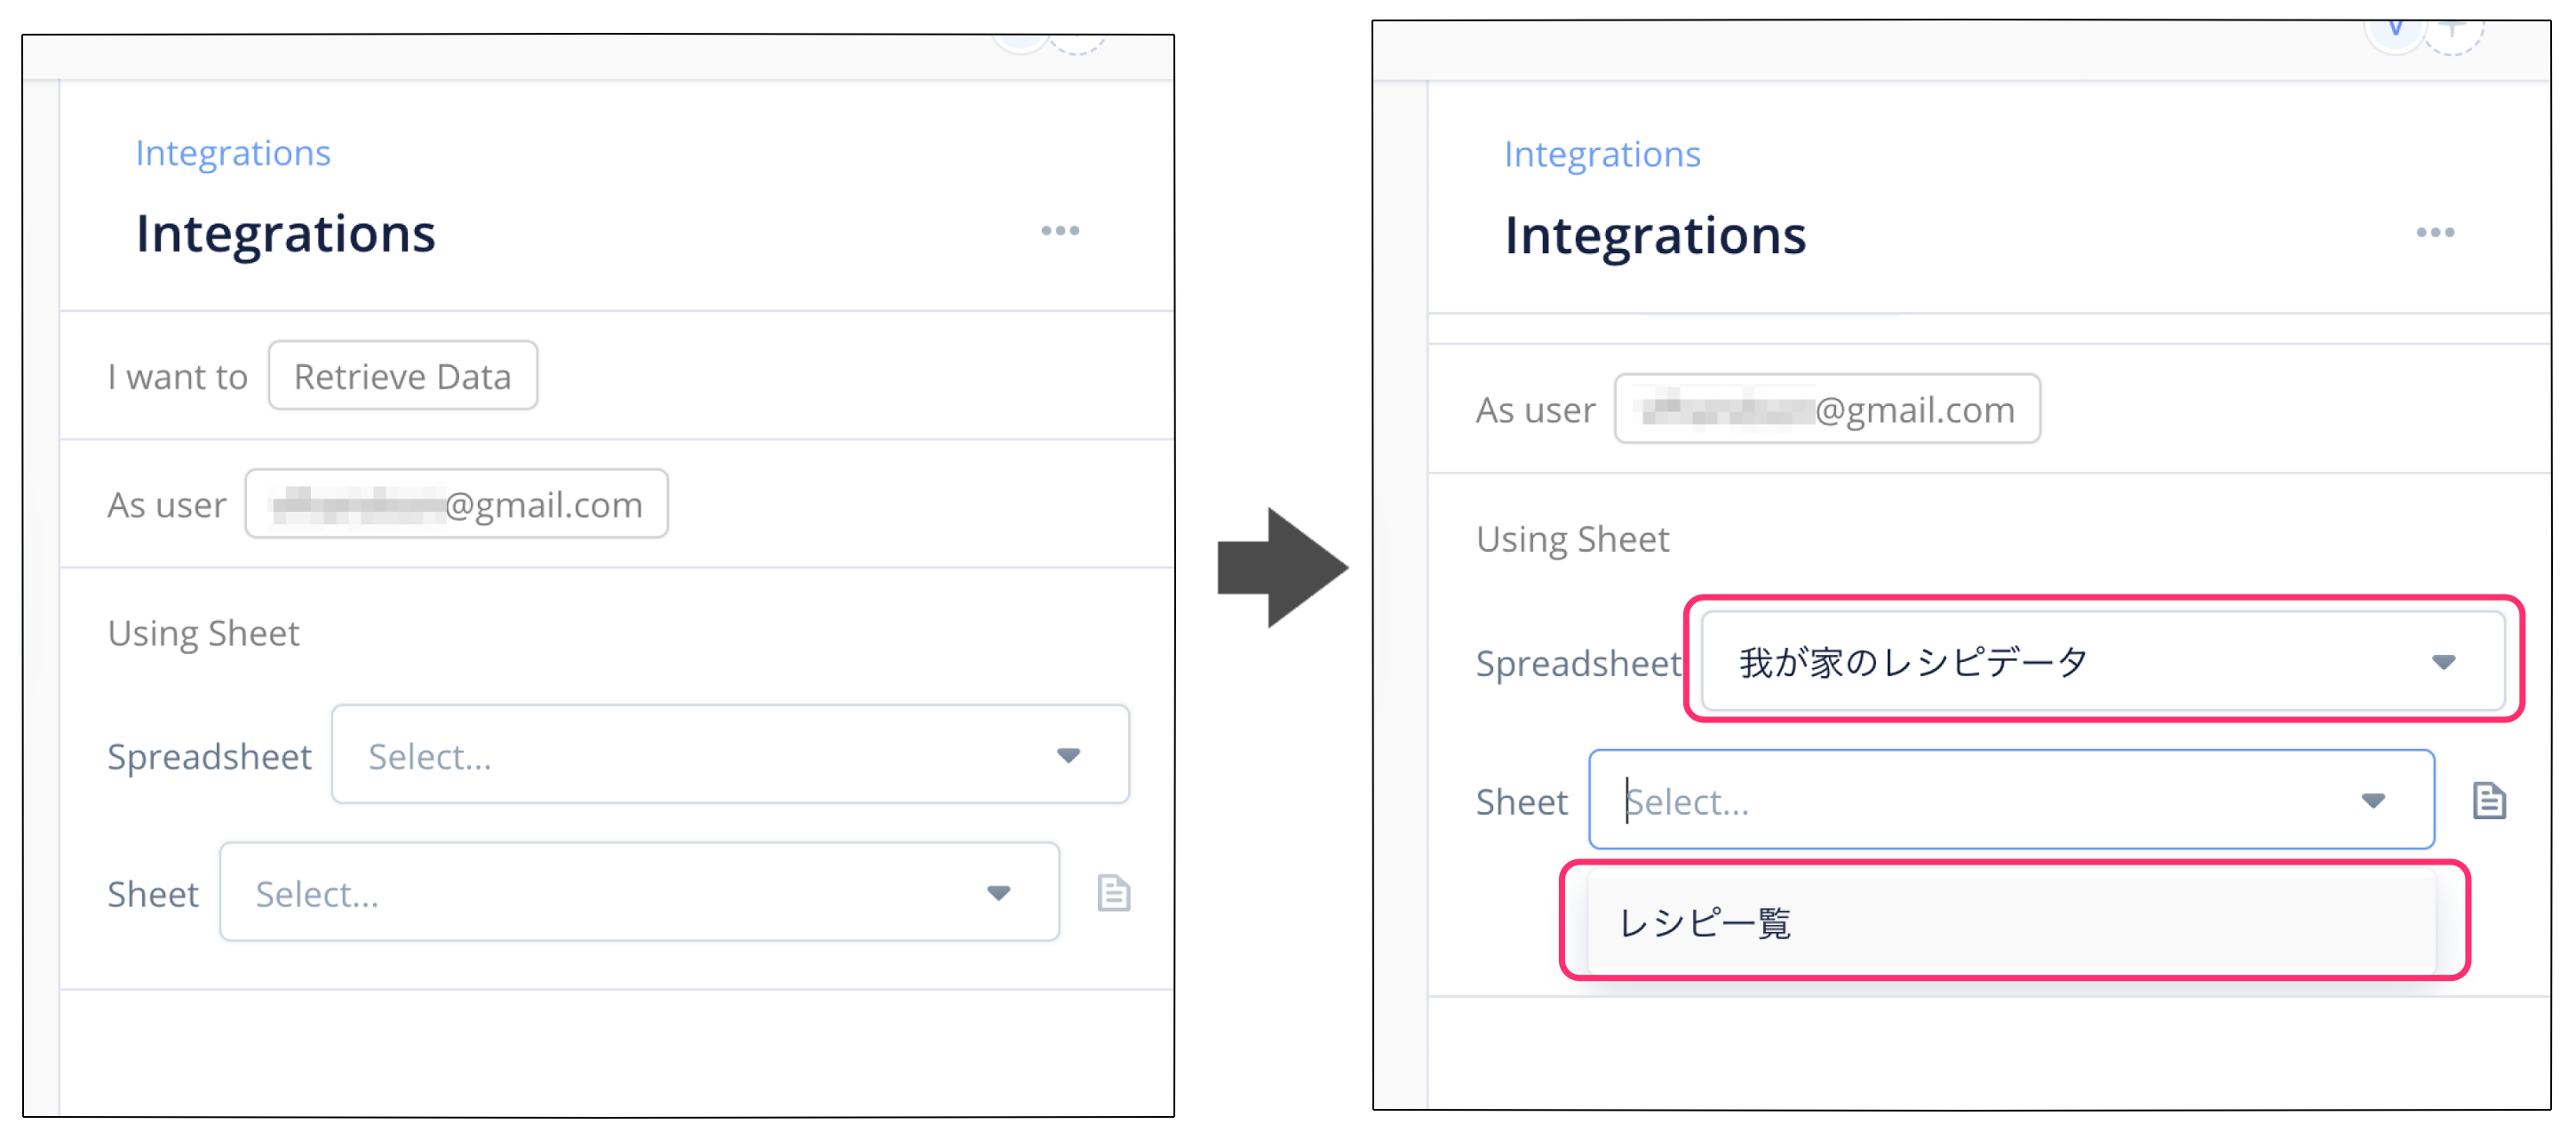 Integrations
Integrations
I want to Retrieve Data
As user @gmail.com
Using Sheet
Spreadsheet Select...
Sheet Select...
V
Integrations
Integrations
As user @gmail.com
Using Sheet
Spreadsheet 我が家のレシピデータ
Sheet Select...
レシピ一覧